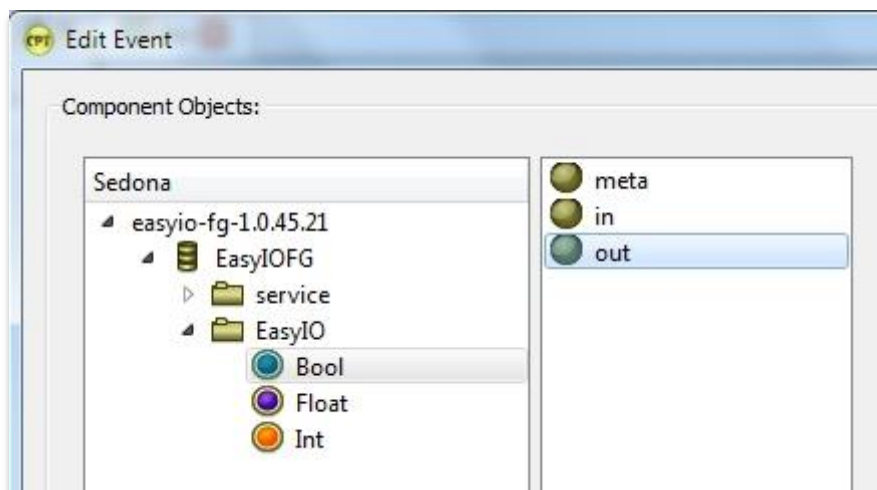 CPT Edit Event
Component Objects:
Sedona
easyio-fg-1.0.45.21
EasyIOFG
service
EasyIO
Bool
Float
Int
meta
in
out